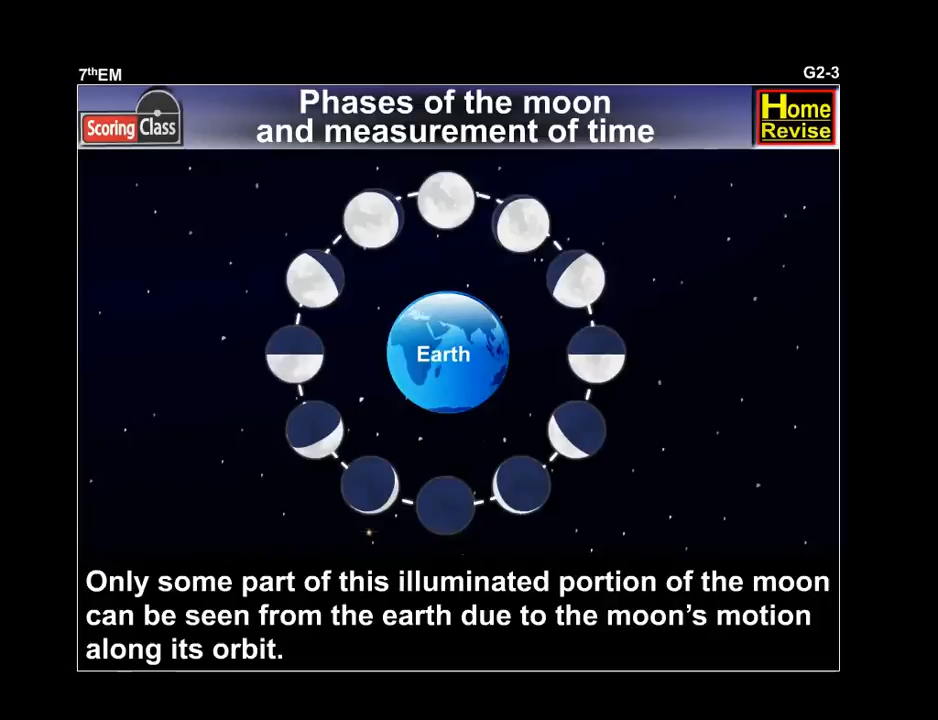 7thEM
G2-3
Scoring Class
Phases of the moon
and measurement of time
Home
Revise
Earth
Only some part of this illuminated portion of the moon
can be seen from the earth due to the moon’s motion
along its orbit.